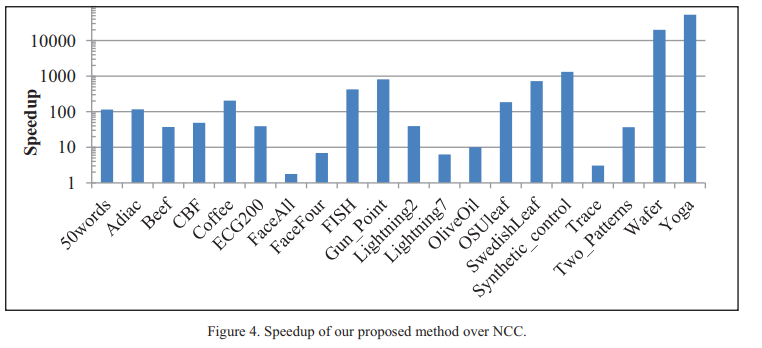 Speedup
10000
1000
100
10
1
50words
Adiac
Beef
CBF
Coffee
ECG200
FaceAll
FaceFour
FISH
Gun_Point
Lightning2
Lightning7
OliveOil
OSUleaf
SwedishLeaf
Synthetic_control
Trace
Two_Patterns
Wafer
Yoga
Figure 4. Speedup of our proposed method over NCC.